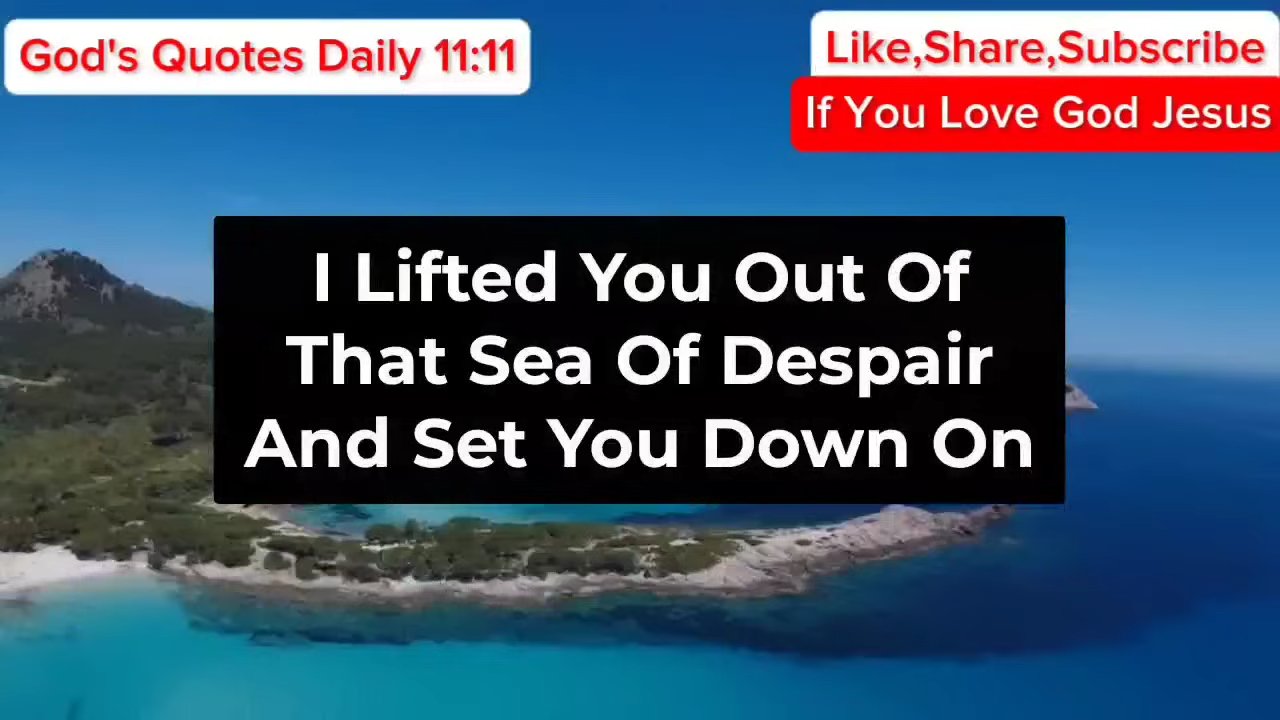 God's Quotes Daily 11:11
Like,Share,Subscribe
If You Love God Jesus
I Lifted You Out Of
That Sea Of Despair
And Set You Down On